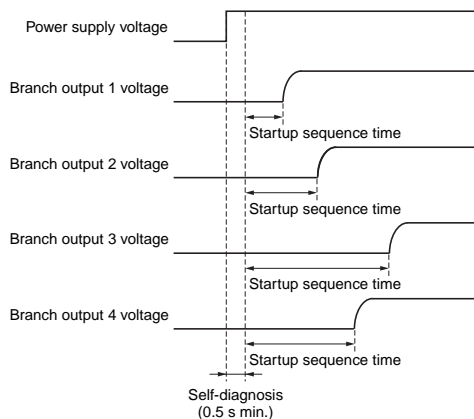 Power supply voltage
Branch output 1 voltage
Startup sequence time
Branch output 2 voltage
Startup sequence time
Branch output 3 voltage
Startup sequence time
Branch output 4 voltage
Startup sequence time
Self-diagnosis
(0.5 s min.)